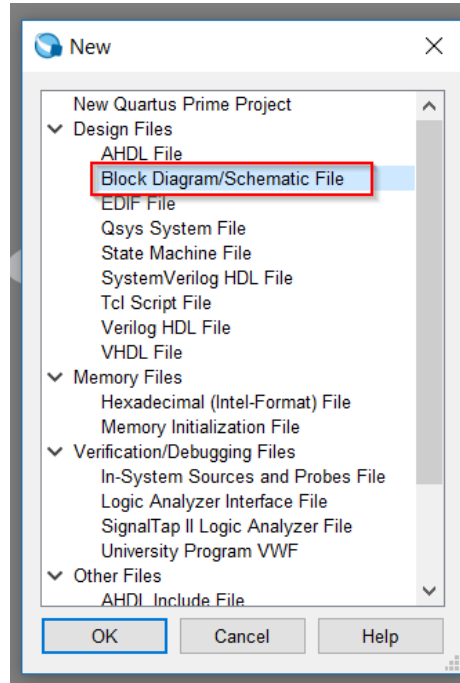 New
New Quartus Prime Project
Design Files
AHDL File
Block Diagram/Schematic File
EDIF File
Qsys System File
State Machine File
SystemVerilog HDL File
Tcl Script File
Verilog HDL File
VHDL File
Memory Files
Hexadecimal (Intel-Format) File
Memory Initialization File
Verification/Debugging Files
In-System Sources and Probes File
Logic Analyzer Interface File
SignalTap II Logic Analyzer File
University Program VWF
Other Files
AHDL Include File
OK Cancel Help